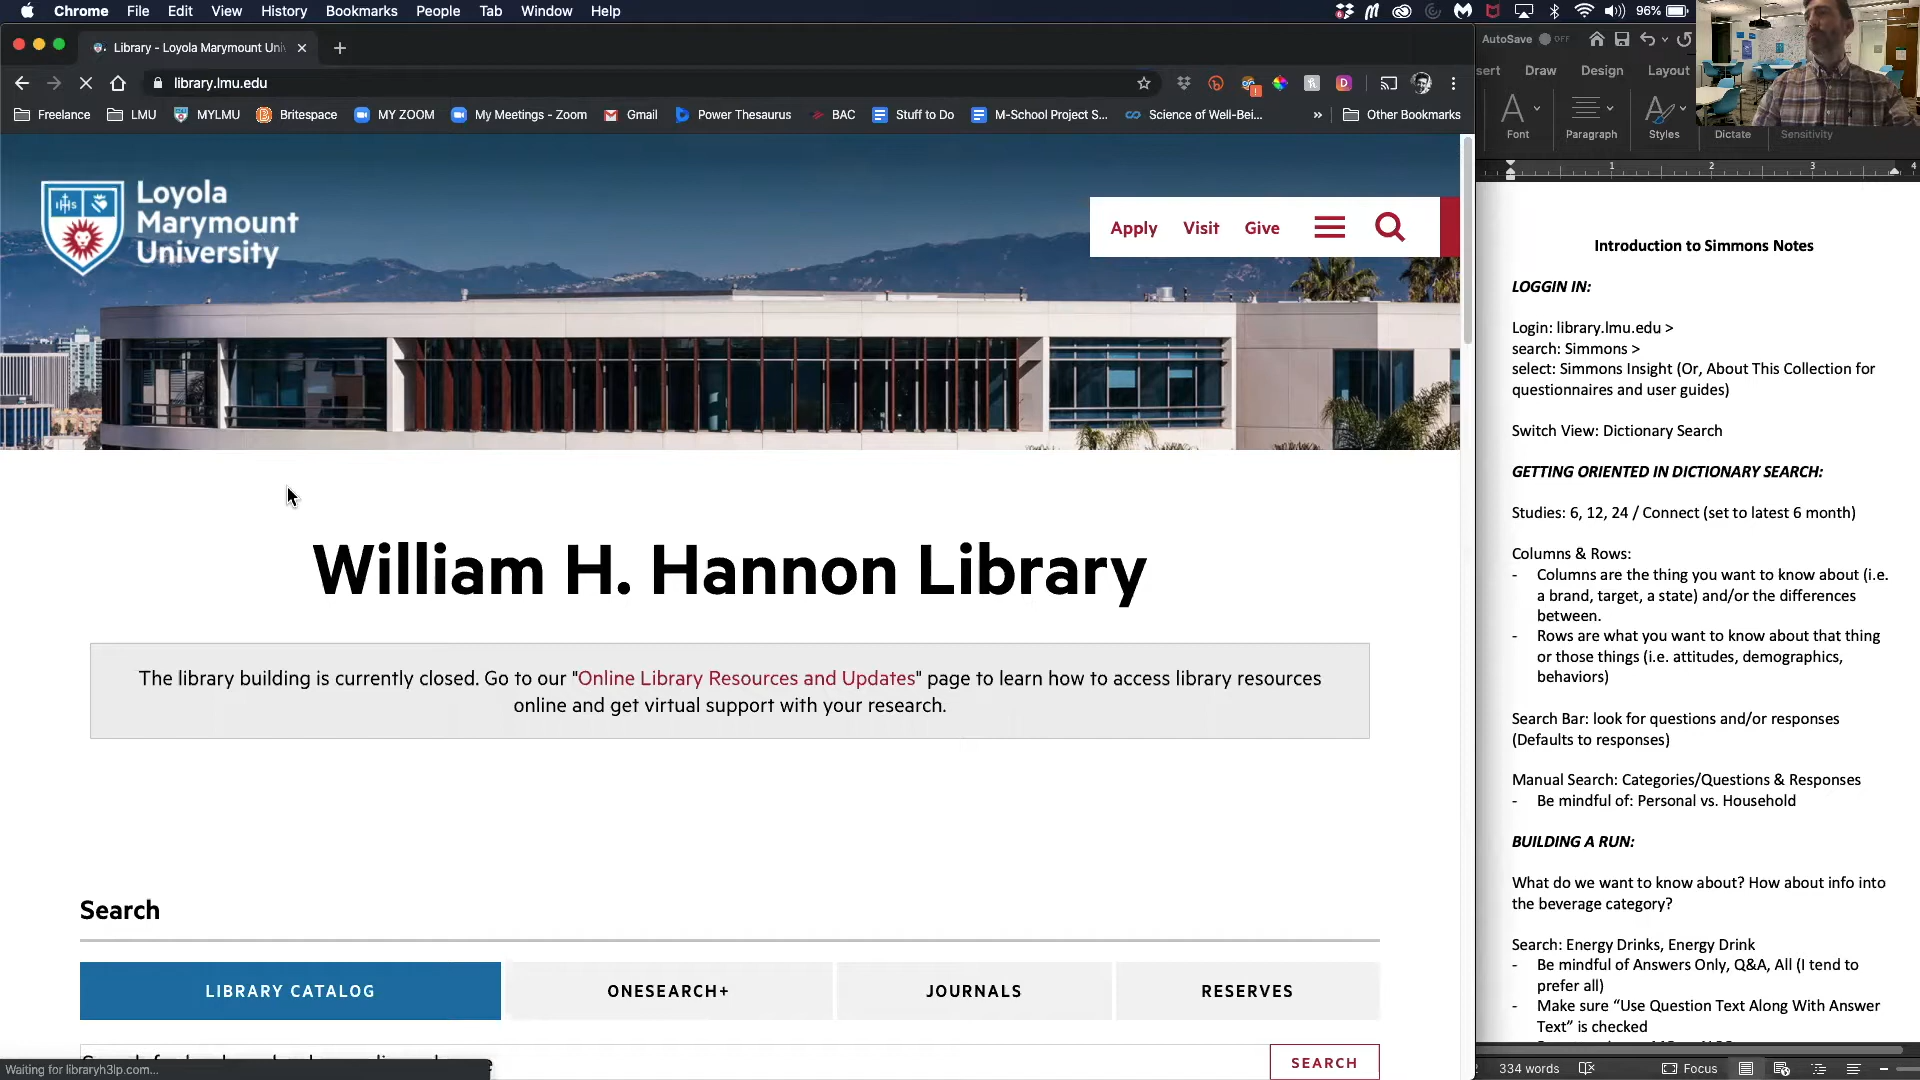 Chrome File Edit View History Bookmarks People Tab Window Help
96%
Library - Loyola Marymount Uni
library.lmu.edu
Freelance LMU MYLMU Britespace MY ZOOM My Meetings - Zoom Gmail Power Thesaurus BAC Stuff to Do M-School Project S... Science of Well-Bei... » Other Bookmarks
Loyola
Marymount
University
Apply Visit Give
William H. Hannon Library
The library building is currently closed. Go to our "Online Library Resources and Updates" page to learn how to access library resources
online and get virtual support with your research.
Search
LIBRARY CATALOG ONESEARCH+ JOURNALS RESERVES
SEARCH
Waiting for libraryh3lp.com...
AutoSave OFF
sert Draw Design Layout
Font Paragraph Styles Dictate Sensitivity
1 2 3 4
Introduction to Simmons Notes
LOGGIN IN:
Login: library.lmu.edu >
search: Simmons >
select: Simmons Insight (Or, About This Collection for
questionnaires and user guides)
Switch View: Dictionary Search
GETTING ORIENTED IN DICTIONARY SEARCH:
Studies: 6, 12, 24 / Connect (set to latest 6 month)
Columns & Rows:
- Columns are the thing you want to know about (i.e.
a brand, target, a state) and/or the differences
between.
- Rows are what you want to know about that thing
or those things (i.e. attitudes, demographics,
behaviors)
Search Bar: look for questions and/or responses
(Defaults to responses)
Manual Search: Categories/Questions & Responses
- Be mindful of: Personal vs. Household
BUILDING A RUN:
What do we want to know about? How about info into
the beverage category?
Search: Energy Drinks, Energy Drink
- Be mindful of Answers Only, Q&A, All (I tend to
prefer all)
- Make sure “Use Question Text Along With Answer
Text” is checked
334 words Focus